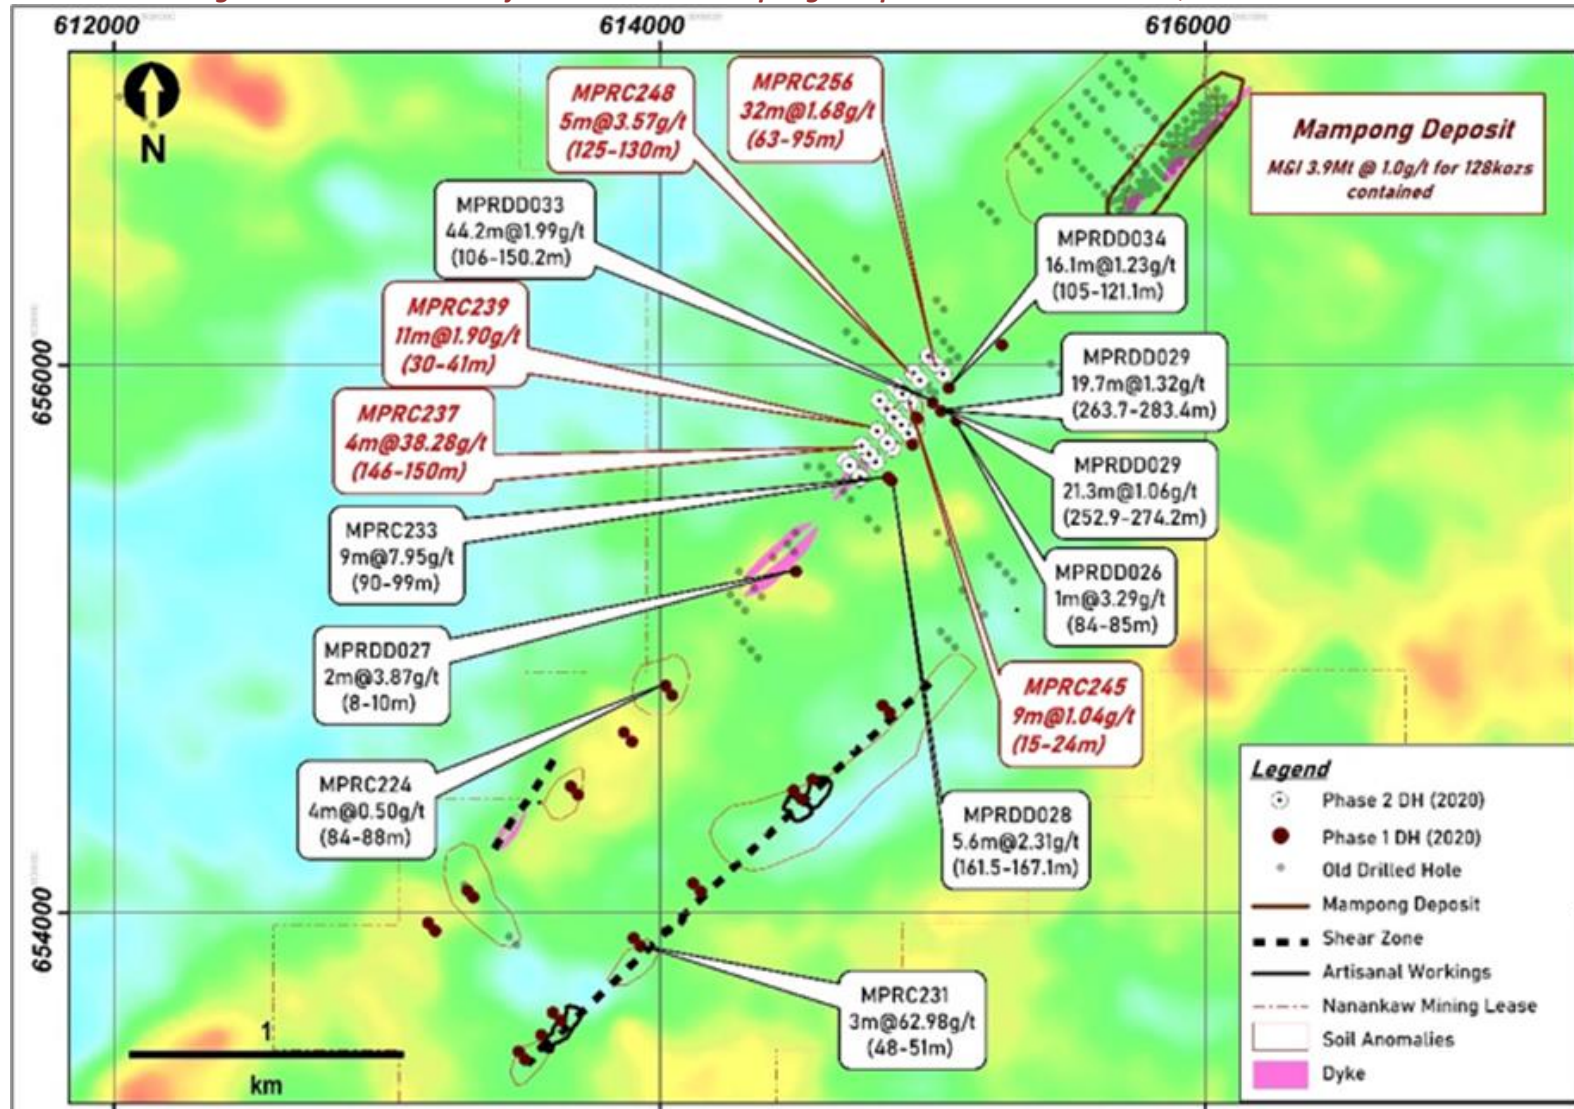 612000
614000
616000
656000
654000
N
MPRC248
5m@3.57g/t
(125-130m)
MPRC256
32m@1.68g/t
(63-95m)
Mampong Deposit
M&I 3.9Mt @ 1.0g/t for 128kozs
contained
MPRDD033
44.2m@1.99g/t
(106-150.2m)
MPRDD034
16.1m@1.23g/t
(105-121.1m)
MPRC239
11m@1.90g/t
(30-41m)
MPRDD029
19.7m@1.32g/t
(263.7-283.4m)
MPRC237
4m@38.28g/t
(146-150m)
MPRDD029
21.3m@1.06g/t
(252.9-274.2m)
MPRC233
9m@7.95g/t
(90-99m)
MPRDD026
1m@3.29g/t
(84-85m)
MPRDD027
2m@3.87g/t
(8-10m)
MPRC245
9m@1.04g/t
(15-24m)
MPRC224
4m@0.50g/t
(84-88m)
MPRDD028
5.6m@2.31g/t
(161.5-167.1m)
MPRC231
3m@62.98g/t
(48-51m)
1
km
Legend
Phase 2 DH (2020)
Phase 1 DH (2020)
Old Drilled Hole
Mampong Deposit
Shear Zone
Artisanal Workings
Nanankaw Mining Lease
Soil Anomalies
Dyke